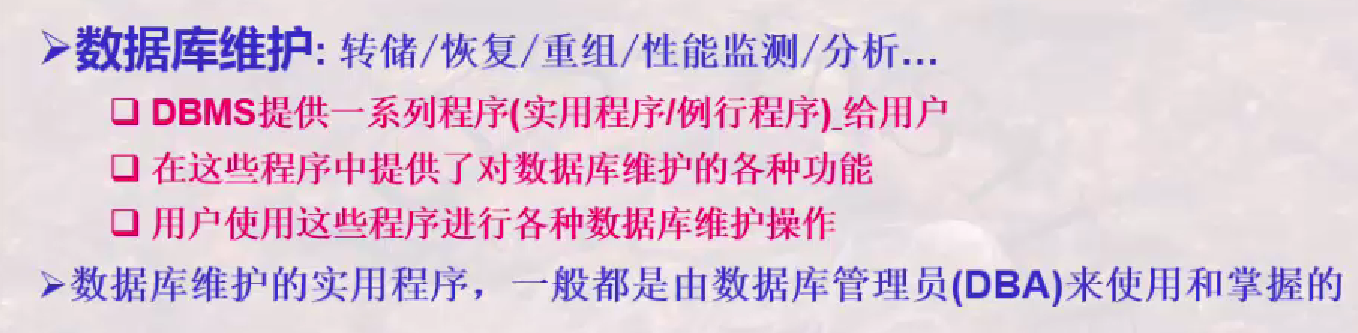 ➢数据库维护: 转储/恢复/重组/性能监测/分析...
❑ DBMS提供一系列程序(实用程序/例行程序) 给用户
❑ 在这些程序中提供了对数据库维护的各种功能
❑ 用户使用这些程序进行各种数据库维护操作
➢数据库维护的实用程序，一般都是由数据库管理员(DBA)来使用和掌握的